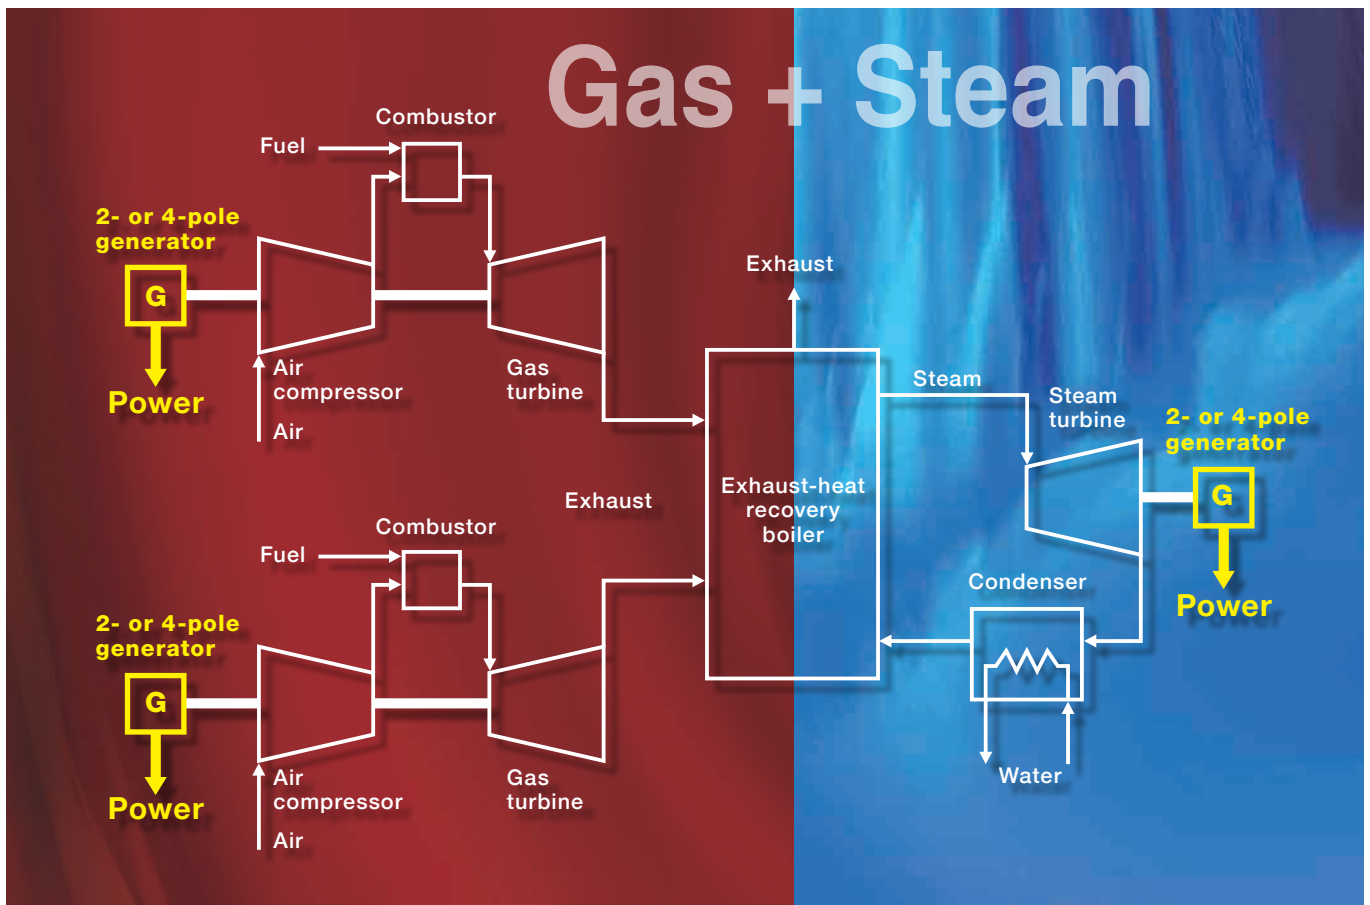 Gas + Steam
Combustor
Fuel
2- or 4-pole
generator
G
Power
Air
compressor
Air
Gas
turbine
Exhaust
Exhaust
Combustor
Fuel
2- or 4-pole
generator
G
Power
Air
compressor
Air
Gas
turbine
Exhaust-heat
recovery
boiler
Steam
Steam
turbine
2- or 4-pole
generator
G
Power
Condenser
Water